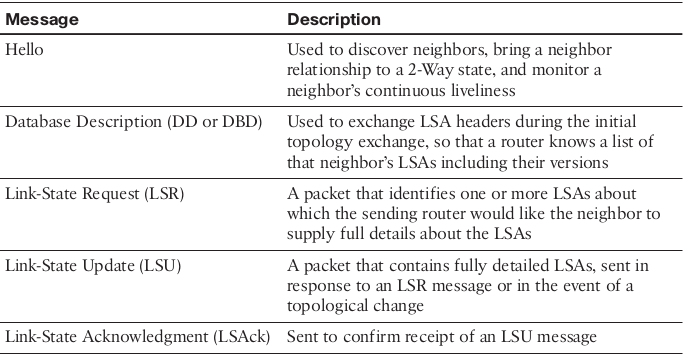 Message Description
Hello Used to discover neighbors, bring a neighbor
relationship to a 2-Way state, and monitor a
neighbor’s continuous liveliness
Database Description (DD or DBD) Used to exchange LSA headers during the initial
topology exchange, so that a router knows a list of
that neighbor’s LSAs including their versions
Link-State Request (LSR) A packet that identifies one or more LSAs about
which the sending router would like the neighbor to
supply full details about the LSAs
Link-State Update (LSU) A packet that contains fully detailed LSAs, sent in
response to an LSR message or in the event of a
topological change
Link-State Acknowledgment (LSAck) Sent to confirm receipt of an LSU message